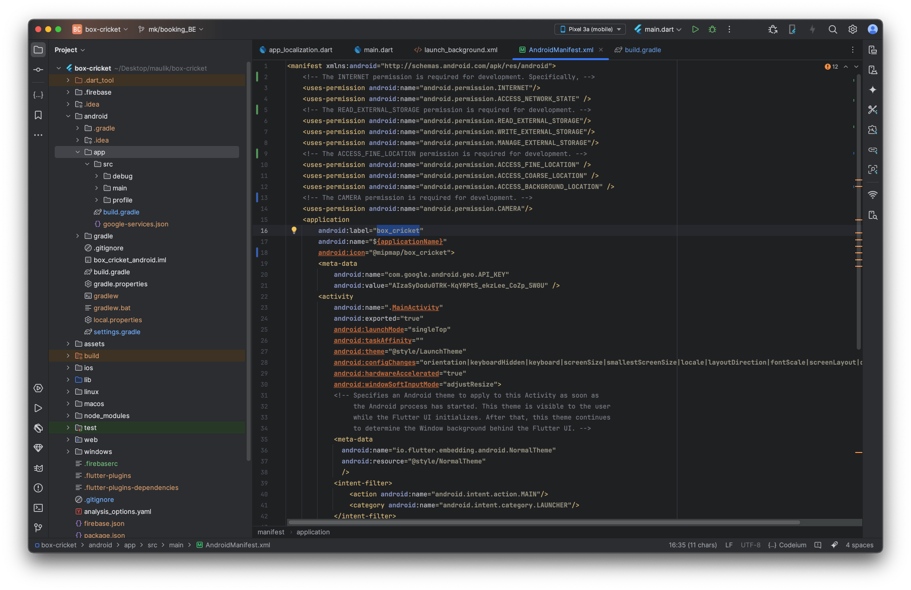 BC box-cricket
mk/booking_BE
Pixel 3a (mobile)
main.dart
Project
app_localization.dart
main.dart
launch_background.xml
AndroidManifest.xml
build.gradle
box-cricket ~/Desktop/maulik/box-cricket
.dart_tool
.firebase
.idea
android
.gradle
.idea
app
src
debug
main
profile
build.gradle
google-services.json
gradle
.gitignore
box_cricket_android.iml
build.gradle
gradle.properties
gradlew
gradlew.bat
local.properties
settings.gradle
assets
build
ios
lib
linux
macos
node_modules
test
web
windows
.firebaserc
.flutter-plugins
.flutter-plugins-dependencies
.gitignore
analysis_options.yaml
firebase.json
package.json
12
1 <manifest xmlns:android="http://schemas.android.com/apk/res/android">
2 <!-- The INTERNET permission is required for development. Specifically, -->
3 <uses-permission android:name="android.permission.INTERNET"/>
4 <uses-permission android:name="android.permission.ACCESS_NETWORK_STATE" />
5 <!-- The READ_EXTERNAL_STORAGE permission is required for development. -->
6 <uses-permission android:name="android.permission.READ_EXTERNAL_STORAGE"/>
7 <uses-permission android:name="android.permission.WRITE_EXTERNAL_STORAGE"/>
8 <uses-permission android:name="android.permission.MANAGE_EXTERNAL_STORAGE"/>
9 <!-- The ACCESS_FINE_LOCATION permission is required for development. -->
10 <uses-permission android:name="android.permission.ACCESS_FINE_LOCATION" />
11 <uses-permission android:name="android.permission.ACCESS_COARSE_LOCATION" />
12 <uses-permission android:name="android.permission.ACCESS_BACKGROUND_LOCATION" />
13 <!-- The CAMERA permission is required for development. -->
14 <uses-permission android:name="android.permission.CAMERA"/>
15 <application
16 android:label="box_cricket"
17 android:name="${applicationName}"
18 android:icon="@mipmap/box_cricket">
19 <meta-data
20 android:name="com.google.android.geo.API_KEY"
21 android:value= />
22 <activity
23 android:name=".MainActivity"
24 android:exported="true"
25 android:launchMode="singleTop"
26 android:taskAffinity=""
27 android:theme="@style/LaunchTheme"
28 android:configChanges="orientation|keyboardHidden|keyboard|screenSize|smallestScreenSize|locale|layoutDirection|fontScale|screenLayout|
29 android:hardwareAccelerated="true"
30 android:windowSoftInputMode="adjustResize">
31 <!-- Specifies an Android theme to apply to this Activity as soon as
32 the Android process has started. This theme is visible to the user
33 while the Flutter UI initializes. After that, this theme continues
34 to determine the Window background behind the Flutter UI. -->
35 <meta-data
36 android:name="io.flutter.embedding.android.NormalTheme"
37 android:resource="@style/NormalTheme"
38 />
39 <intent-filter>
40 <action android:name="android.intent.action.MAIN"/>
41 <category android:name="android.intent.category.LAUNCHER"/>
42 </intent-filter>
manifest application
box-cricket android app src main AndroidManifest.xml
16:35 (11 chars) LF UTF-8 {..} Codeium 4 spaces